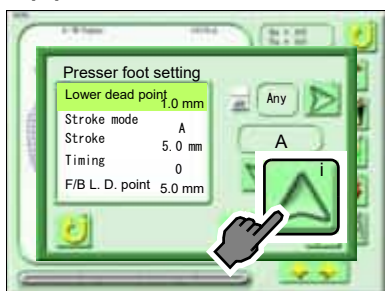 Presser foot setting
Lower dead point
1.0 mm
Any
Stroke mode
A
A
Stroke
5.0 mm
i
Timing
0
F/B L. D. point 5.0 mm